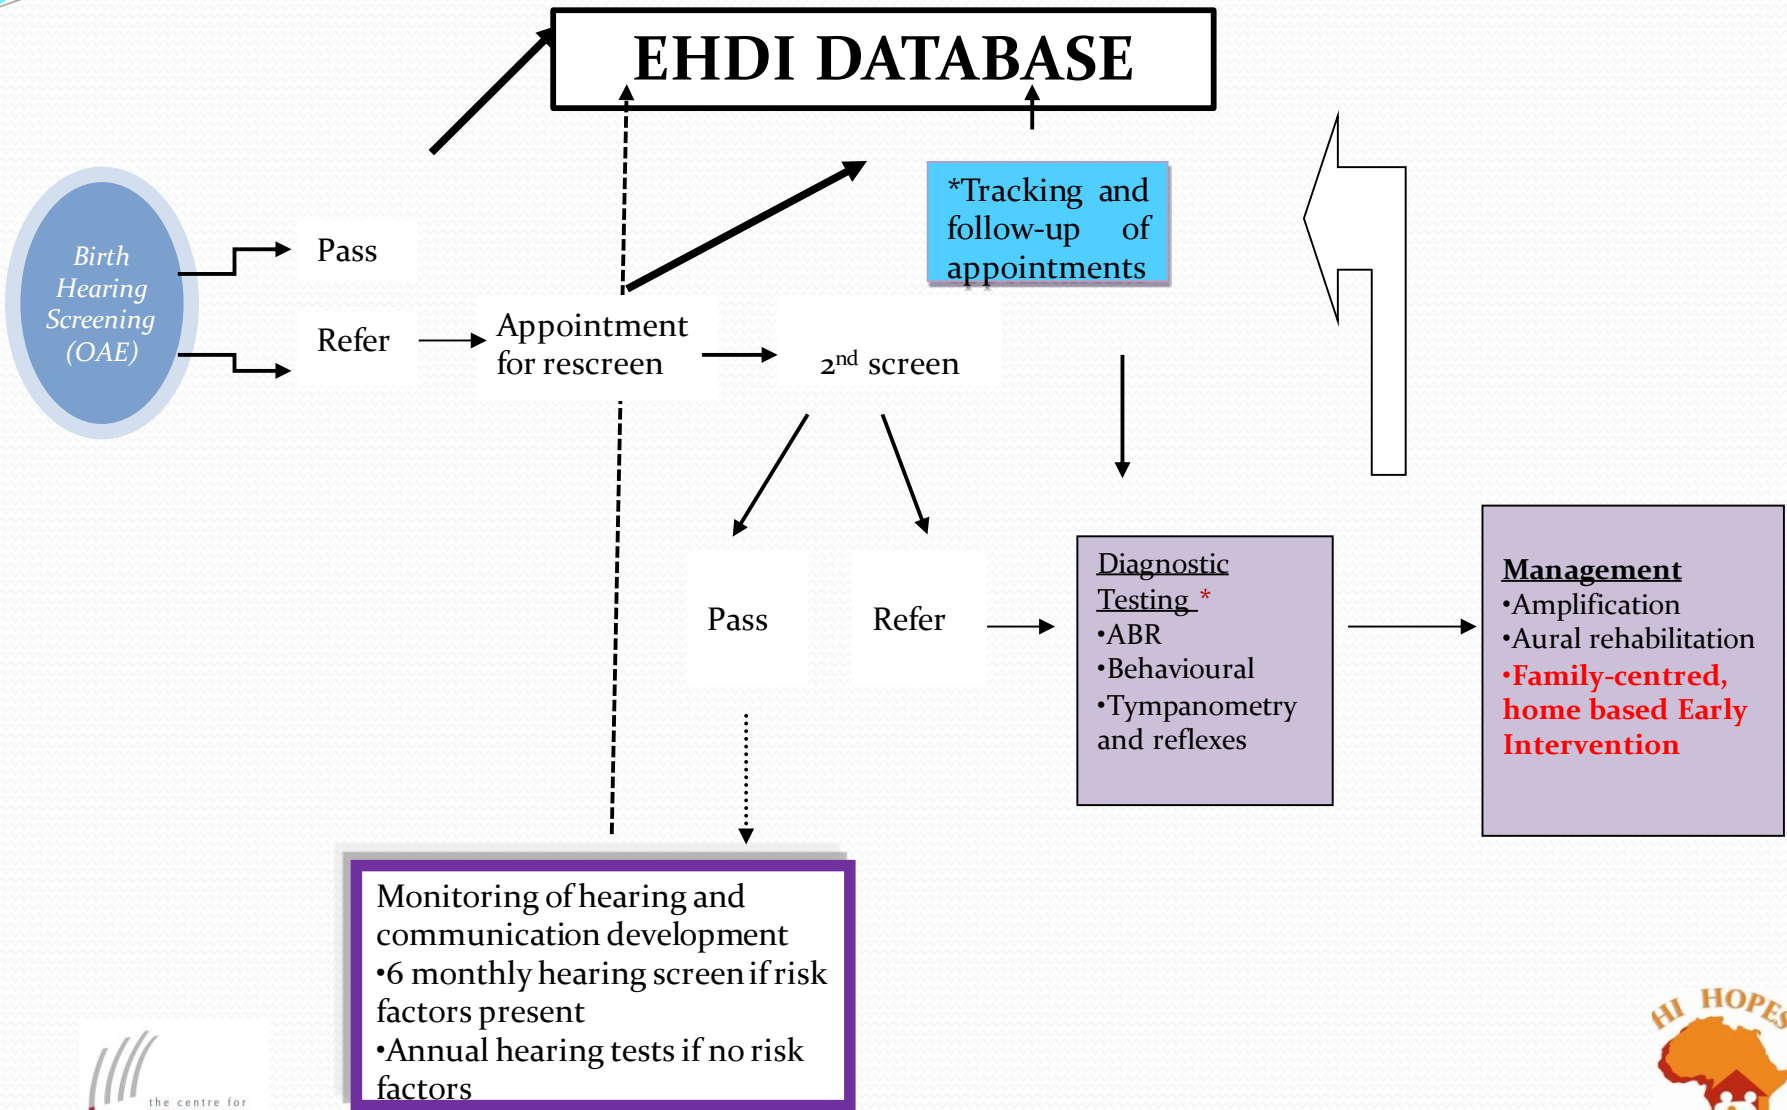 EHDI DATABASE
*Tracking and
follow-up of
appointments
Birth
Hearing
Screening
(OAE)
Pass
Refer
Appointment
for rescreen
2nd screen
Pass
Refer
Diagnostic
Testing *
•ABR
•Behavioural
•Tympanometry
and reflexes
Management
•Amplification
•Aural rehabilitation
•Family-centred,
home based Early
Intervention
Monitoring of hearing and
communication development
•6 monthly hearing screen if risk
factors present
•Annual hearing tests if no risk
factors
the centre for
HI HOPES